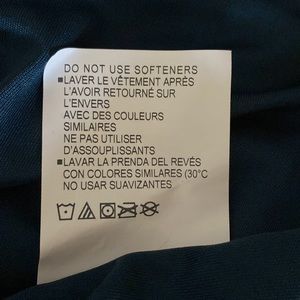 DO NOT USE SOFTENERS
▪LAVER LE VÊTEMENT APRÈS
L'AVOIR RETOURNÉ SUR
L'ENVERS
AVEC DES COULEURS
SIMILAIRES
NE PAS UTILISER
D'ASSOUPLISSANTS
▪LAVAR LA PRENDA DEL REVÉS
CON COLORES SIMILARES (30°C
NO USAR SUAVIZANTES.